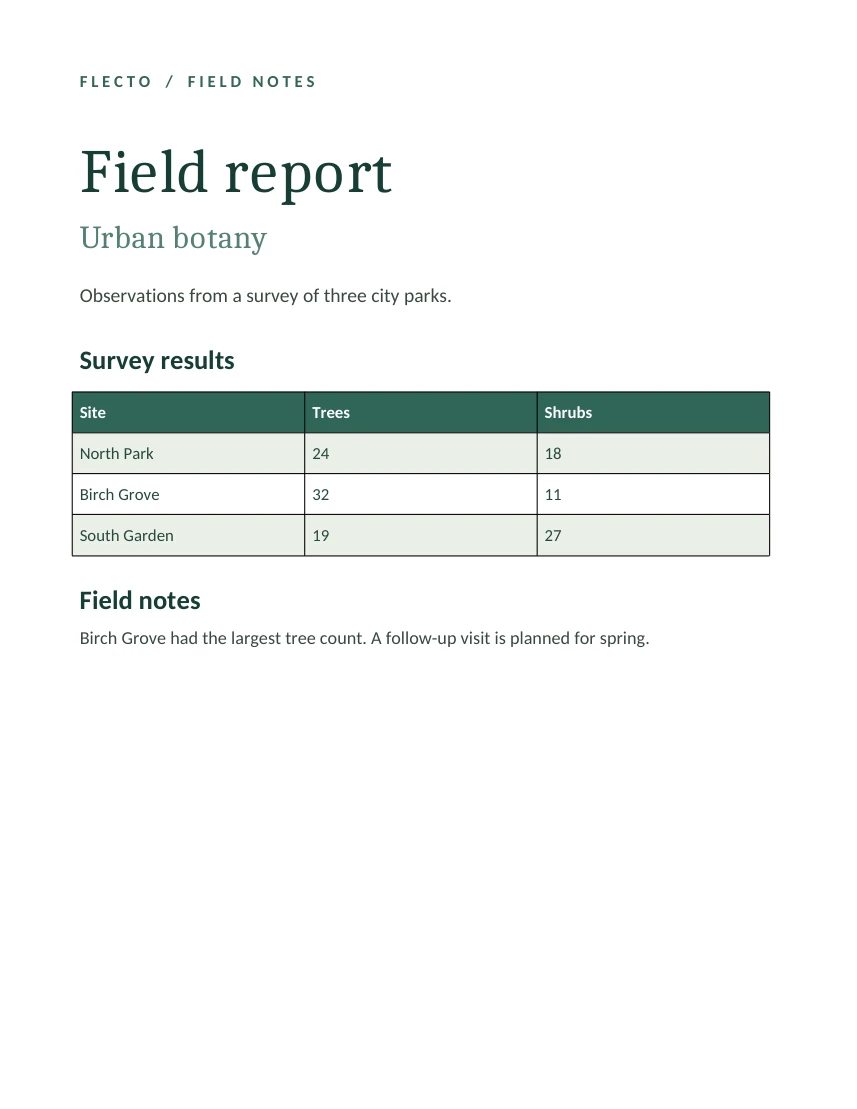 FLECTO / FIELD NOTES
Field report
Urban botany
Observations from a survey of three city parks.
Survey results
Site Trees Shrubs
North Park 24 18
Birch Grove 32 11
South Garden 19 27
Field notes
Birch Grove had the largest tree count. A follow-up visit is planned for spring.